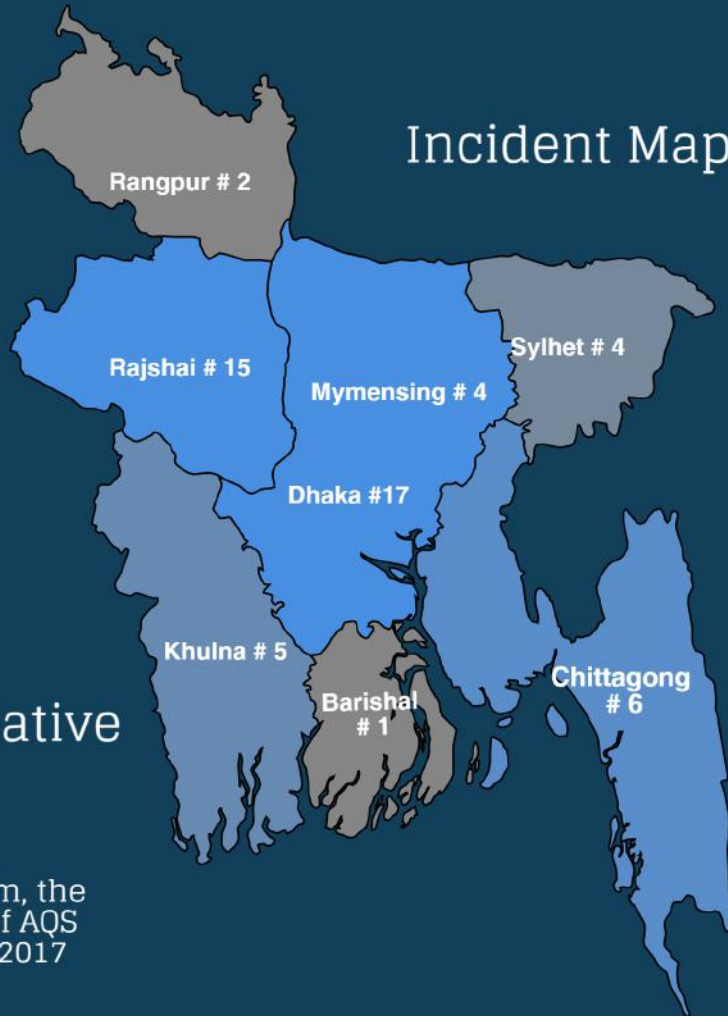 Incident Map
Rangpur # 2
Sylhet # 4
Rajshai # 15
Mymensing # 4
Dhaka #17
Khulna # 5
Chittagong
# 6
Barishal
# 1
ative
m, the
f AQS
2017